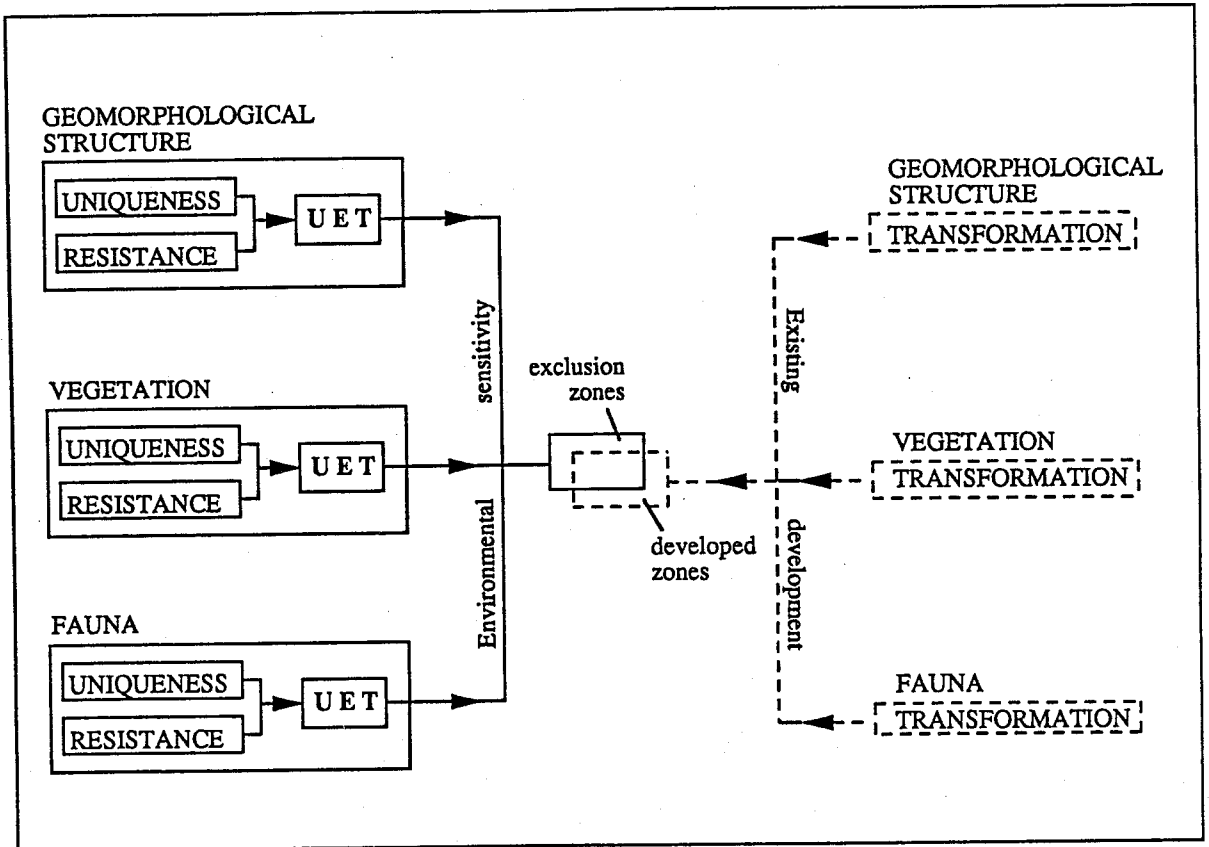 GEOMORPHOLOGICAL
STRUCTURE
UNIQUENESS
RESISTANCE
UET
VEGETATION
UNIQUENESS
RESISTANCE
UET
FAUNA
UNIQUENESS
RESISTANCE
UET
Environmental sensitivity
exclusion
zones
developed
zones
Existing development
GEOMORPHOLOGICAL
STRUCTURE
TRANSFORMATION
VEGETATION
TRANSFORMATION
FAUNA
TRANSFORMATION